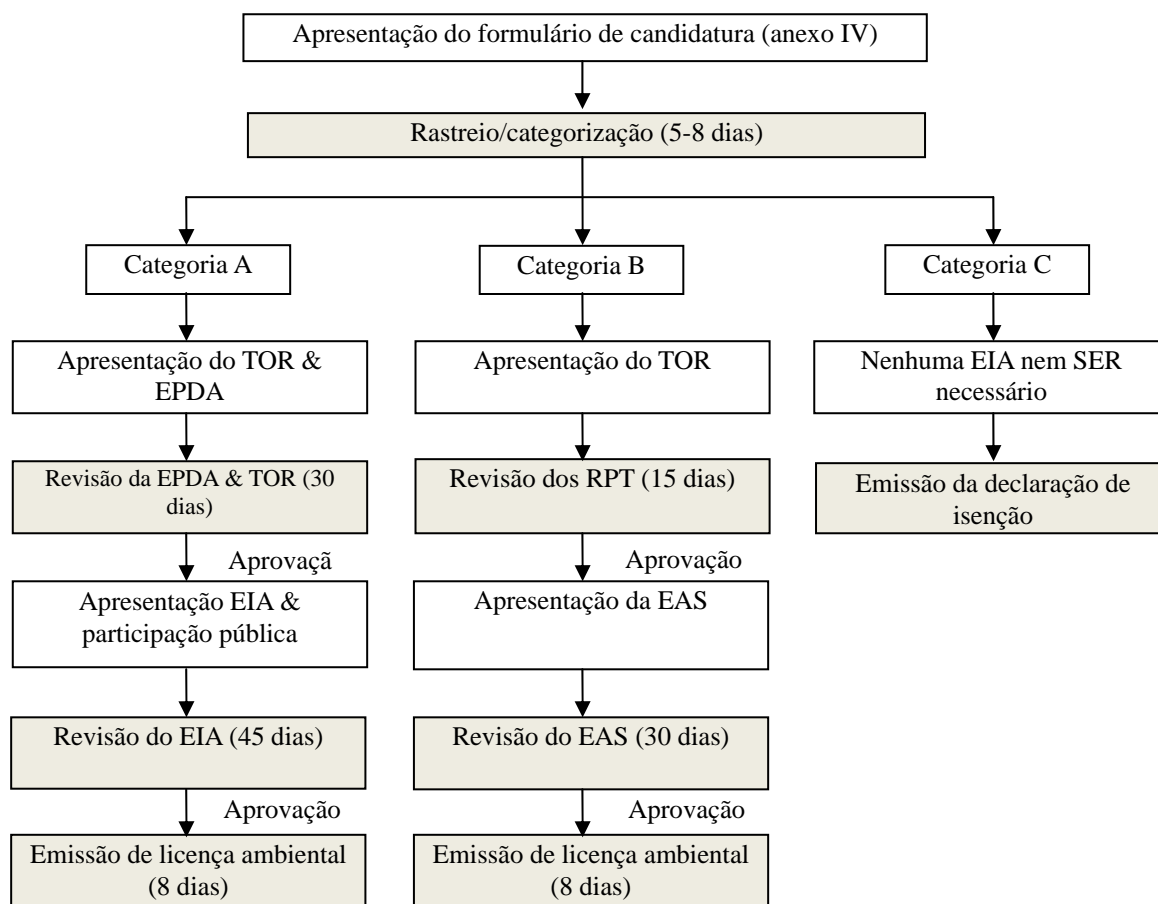 Apresentação do formulário de candidatura (anexo IV)
Rastreio/categorização (5-8 dias)
Categoria A
Categoria B
Categoria C
Apresentação do TOR &
EPDA
Apresentação do TOR
Nenhuma EIA nem SER
necessário
Revisão da EPDA & TOR (30
dias)
Revisão dos RPT (15 dias)
Emissão da declaração de
isenção
Aprovaçã
Aprovação
Apresentação EIA &
participação pública
Apresentação da EAS
Revisão do EIA (45 dias)
Revisão do EAS (30 dias)
Aprovação
Aprovação
Emissão de licença ambiental
(8 dias)
Emissão de licença ambiental
(8 dias)